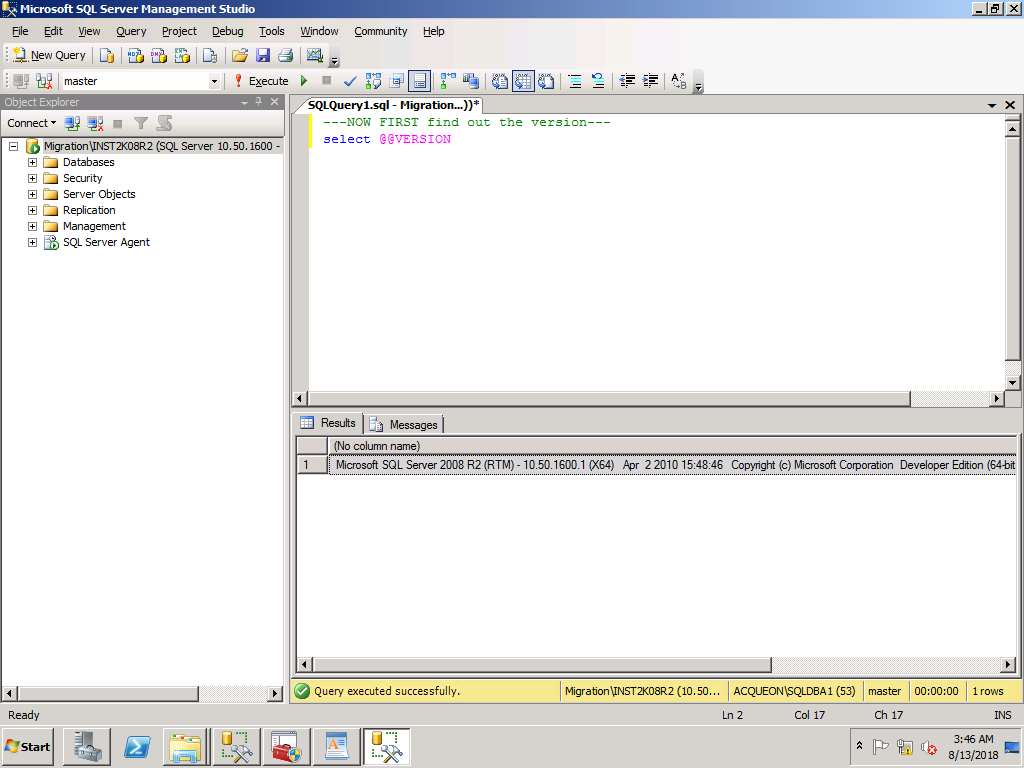 Microsoft SQL Server Management Studio
File Edit View Query Project Debug Tools Window Community Help
New Query
master
Execute
Object Explorer
Connect
Migration\INST2K08R2 (SQL Server 10.50.1600 -
Databases
Security
Server Objects
Replication
Management
SQL Server Agent
SQLQuery1.sql - Migration...))*
---NOW FIRST find out the version---
select @@VERSION
Results Messages
(No column name)
1 Microsoft SQL Server 2008 R2 (RTM) - 10.50.1600.1 (X64) Apr 2 2010 15:48:46 Copyright (c) Microsoft Corporation Developer Edition (64-bit
Query executed successfully. Migration\INST2K08R2 (10.50... ACQUEON\SQLDBA1 (53) master 00:00:00 1 rows
Ready Ln 2 Col 17 Ch 17 INS
Start
3:46 AM
8/13/2018